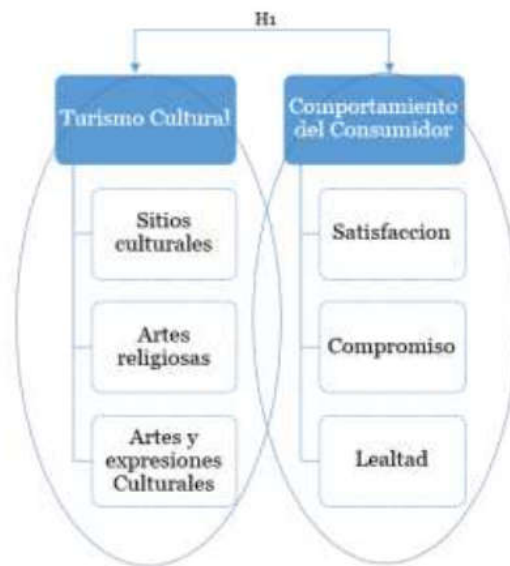 H1
Turismo Cultural
Comportamiento
del Consumidor
Sitios
culturales
Satisfaccion
Artes
religiosas
Compromiso
Artes y
expresiones
Culturales
Lealtad